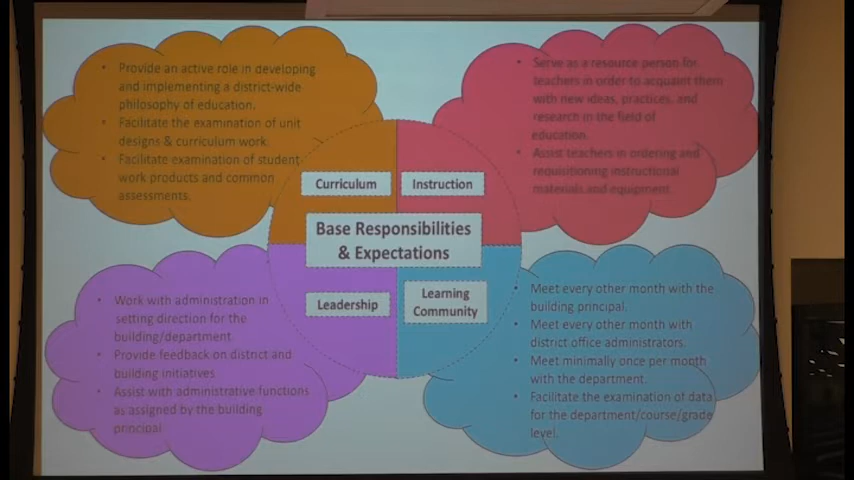 • Provide an active role in developing
and implementing a district-wide
philosophy of education.
• Facilitate the examination of unit
designs & curriculum work.
• Facilitate examination of student
work products and common
assessments.
• Serve as a resource person for
teachers in order to acquaint them
with new ideas, practices, and
research in the field of
education.
• Assist teachers in ordering and
requisitioning instructional
materials and equipment.
Curriculum
Instruction
Base Responsibilities
& Expectations
Leadership
Learning
Community
• Work with administration in
setting direction for the
building/department.
• Provide feedback on district and
building initiatives.
• Assist with administrative functions
as assigned by the building
principal.
• Meet every other month with the
building principal.
• Meet every other month with
district office administrators.
• Meet minimally once per month
with the department.
• Facilitate the examination of data
for the department/course/grade
level.